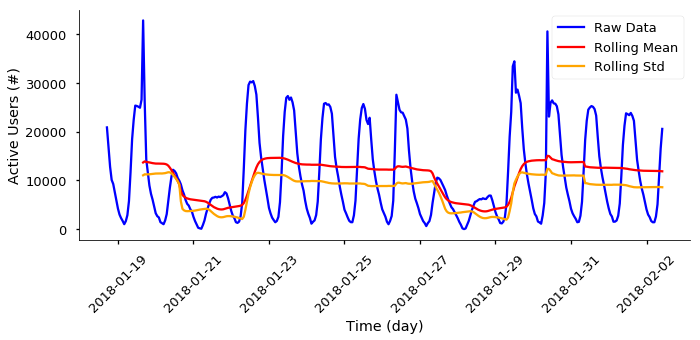 40000
30000
20000
10000
0
Active Users (#)
Raw Data
Rolling Mean
Rolling Std
2018-01-19
2018-01-21
2018-01-23
2018-01-25
2018-01-27
2018-01-29
2018-01-31
2018-02-02
Time (day)